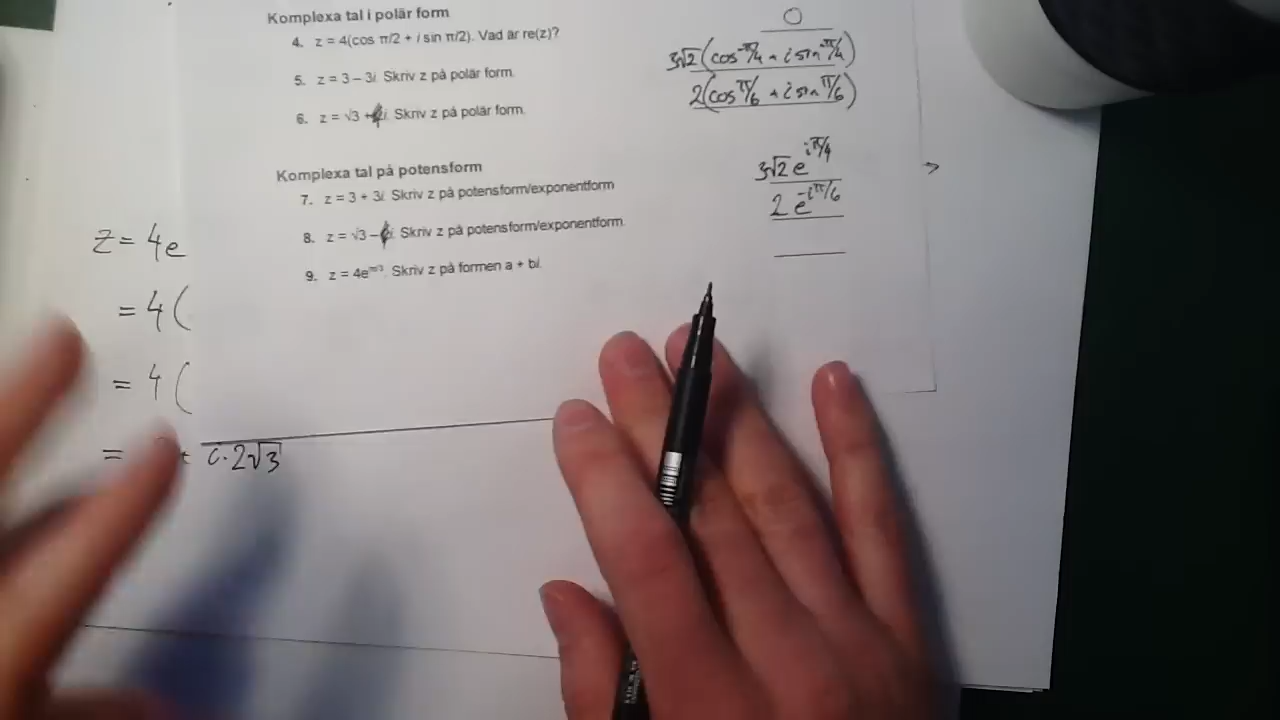 Komplexa tal i polär form
4. z = 4(cos π/2 + i sin π/2). Vad är re(z)?
0
5. z = 3 – 3i. Skriv z på polär form.
3√2(cos -π/4 + i sin -π/4)
6. z = √3 + i. Skriv z på polär form.
2(cos π/6 + i sin π/6)
Komplexa tal på potensform
7. z = 3 + 3i. Skriv z på potensform/exponentform
3√2 e^iπ/4
8. z = √3 – i. Skriv z på potensform/exponentform.
2 e^-iπ/6
9. z = 4e^πi/3. Skriv z på formen a + bi.
z = 4e
= 4(
= 4(
= + i·2√3